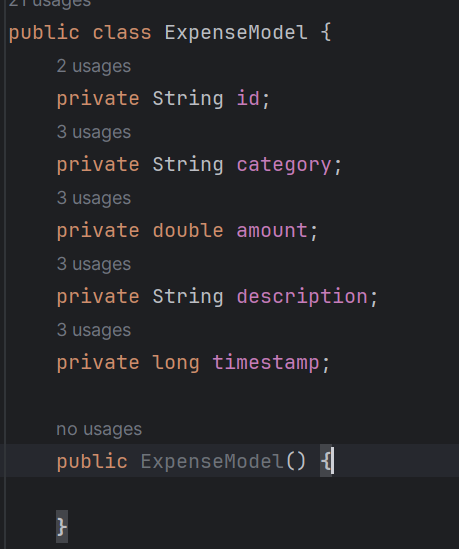 21 usages
public class ExpenseModel {
2 usages
private String id;
3 usages
private String category;
3 usages
private double amount;
3 usages
private String description;
3 usages
private long timestamp;
no usages
public ExpenseModel() {
}